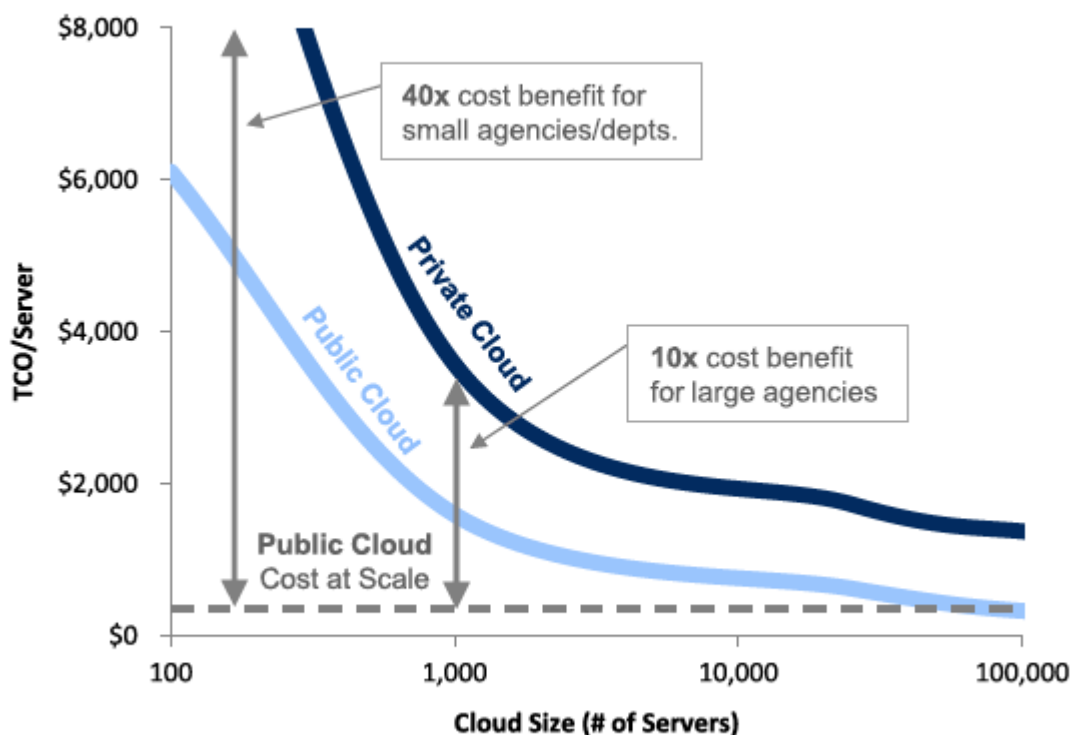 $8,000
40x cost benefit for
small agencies/depts.
$6,000
Private Cloud
Public Cloud
TCO/Server
$4,000
10x cost benefit
for large agencies
$2,000
Public Cloud
Cost at Scale
$0
100
1,000
10,000
100,000
Cloud Size (# of Servers)